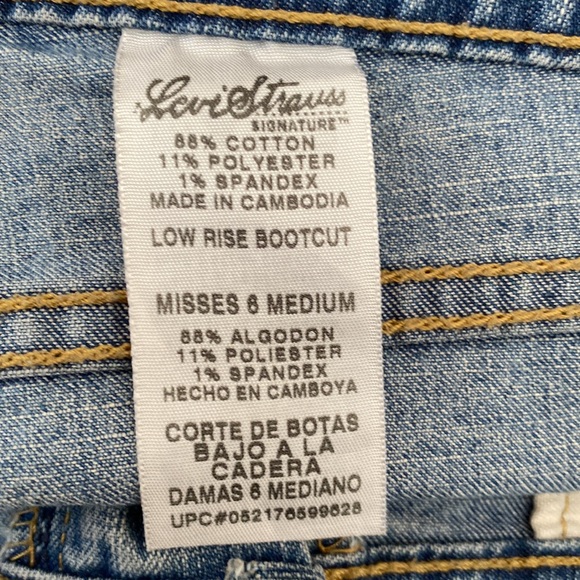 Levi Strauss
SIGNATURE™
88% COTTON
11% POLYESTER
1% SPANDEX
MADE IN CAMBODIA
LOW RISE BOOTCUT
MISSES 6 MEDIUM
88% ALGODON
11% POLIESTER
1% SPANDEX
HECHO EN CAMBOYA
CORTE DE BOTAS
BAJO A LA
CADERA
DAMAS 6 MEDIANO
UPC#052176599628